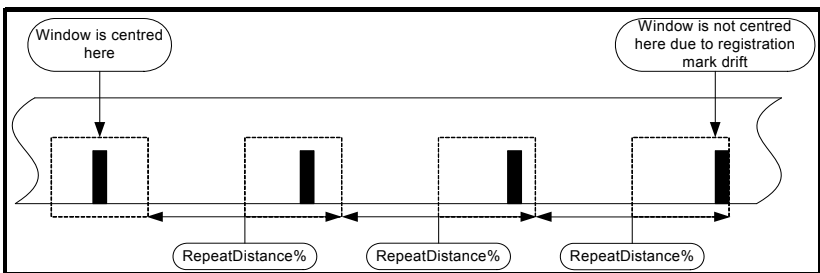 Window is centred
here
Window is not centred
here due to registration
mark drift
RepeatDistance%
RepeatDistance%
RepeatDistance%